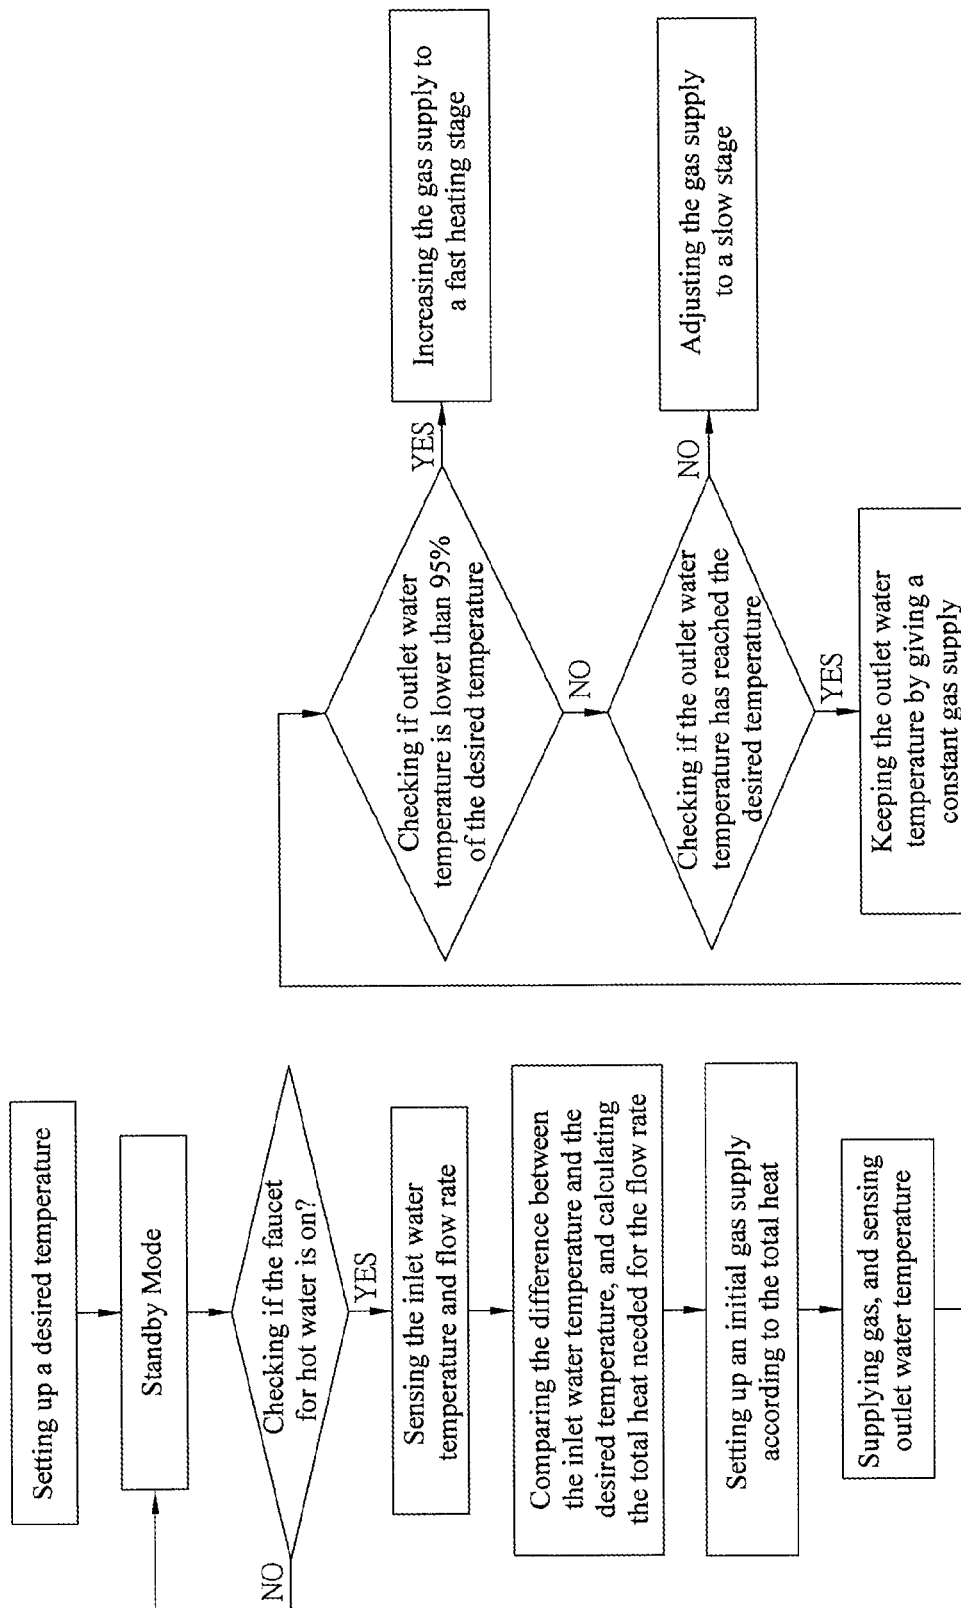 Setting up a desired temperature
Standby Mode
Checking if the faucet
for hot water is on?
NO
YES
Sensing the inlet water
temperature and flow rate
Comparing the difference between
the inlet water temperature and the
desired temperature, and calculating
the total heat needed for the flow rate
Setting up an initial gas supply
according to the total heat
Supplying gas, and sensing
outlet water temperature
Checking if outlet water
temperature is lower than 95%
of the desired temperature
YES
Increasing the gas supply to
a fast heating stage
NO
Checking if the outlet water
temperature has reached the
desired temperature
NO
Adjusting the gas supply
to a slow stage
YES
Keeping the outlet water
temperature by giving a
constant gas supply